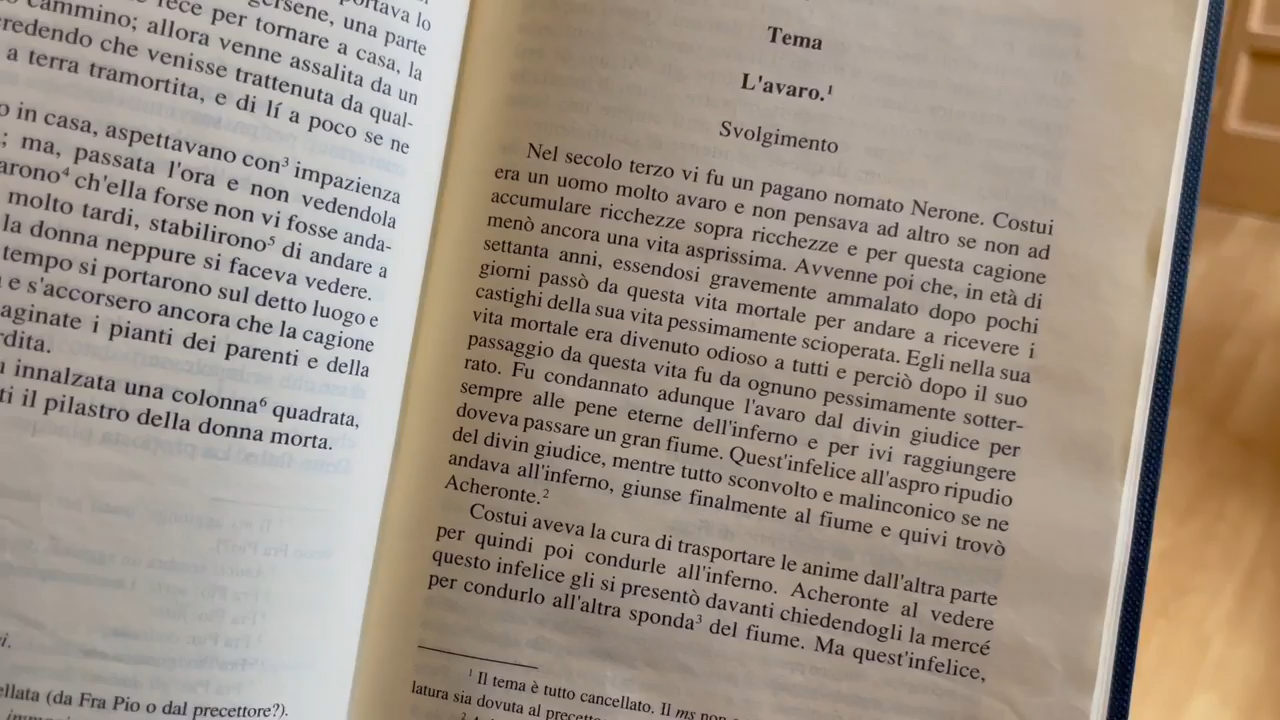 portava lo
gersene, una parte
cammino; fece per tornare a casa, la
credendo che venisse assalita da un
a terra tramortita, e di lí a poco se ne
o in casa, aspettavano con³ impazienza
; ma, passata l'ora e non vedendola
arono⁴ ch'ella forse non vi fosse anda-
molto tardi, stabilirono⁵ di andare a
la donna neppure si faceva vedere.
tempo si portarono sul detto luogo e
e s'accorsero ancora che la cagione
aginate i pianti dei parenti e della
rdita.
innalzata una colonna⁶ quadrata,
ti il pilastro della donna morta.
ellata (da Fra Pio o dal precettore?).
Tema
L'avaro.¹
Svolgimento
Nel secolo terzo vi fu un pagano nomato Nerone. Costui
era un uomo molto avaro e non pensava ad altro se non ad
accumulare ricchezze sopra ricchezze e per questa cagione
menò ancora una vita asprissima. Avvenne poi che, in età di
settanta anni, essendosi gravemente ammalato dopo pochi
giorni passò da questa vita mortale per andare a ricevere i
castighi della sua vita pessimamente scioperata. Egli nella sua
vita mortale era divenuto odioso a tutti e perciò dopo il suo
passaggio da questa vita fu da ognuno pessimamente sotter-
rato. Fu condannato adunque l'avaro dal divin giudice per
sempre alle pene eterne dell'inferno e per ivi raggiungere
doveva passare un gran fiume. Quest'infelice all'aspro ripudio
del divin giudice, mentre tutto sconvolto e malinconico se ne
andava all'inferno, giunse finalmente al fiume e quivi trovò
Acheronte.²
Costui aveva la cura di trasportare le anime dall'altra parte
per quindi poi condurle all'inferno. Acheronte al vedere
questo infelice gli si presentò davanti chiedendogli la mercé
per condurlo all'altra sponda³ del fiume. Ma quest'infelice,
¹ Il tema è tutto cancellato. Il ms non
latura sia dovuta al